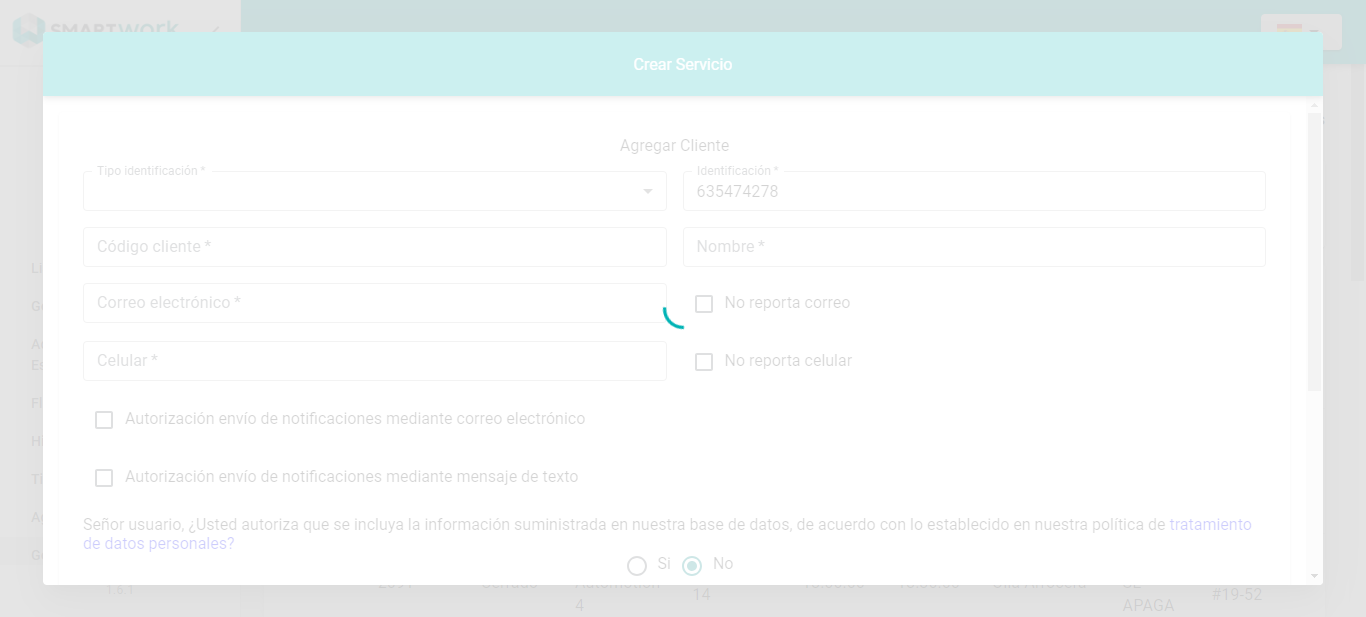 SMARTWORK
Crear Servicio
Agregar Cliente
Tipo identificación *
Identificación *
635474278
Código cliente *
Nombre *
Correo electrónico *
No reporta correo
Celular *
No reporta celular
Autorización envío de notificaciones mediante correo electrónico
Autorización envío de notificaciones mediante mensaje de texto
Señor usuario, ¿Usted autoriza que se incluya la información suministrada en nuestra base de datos, de acuerdo con lo establecido en nuestra política de tratamiento
de datos personales?
Si No
14
#19-52
4
APAGA